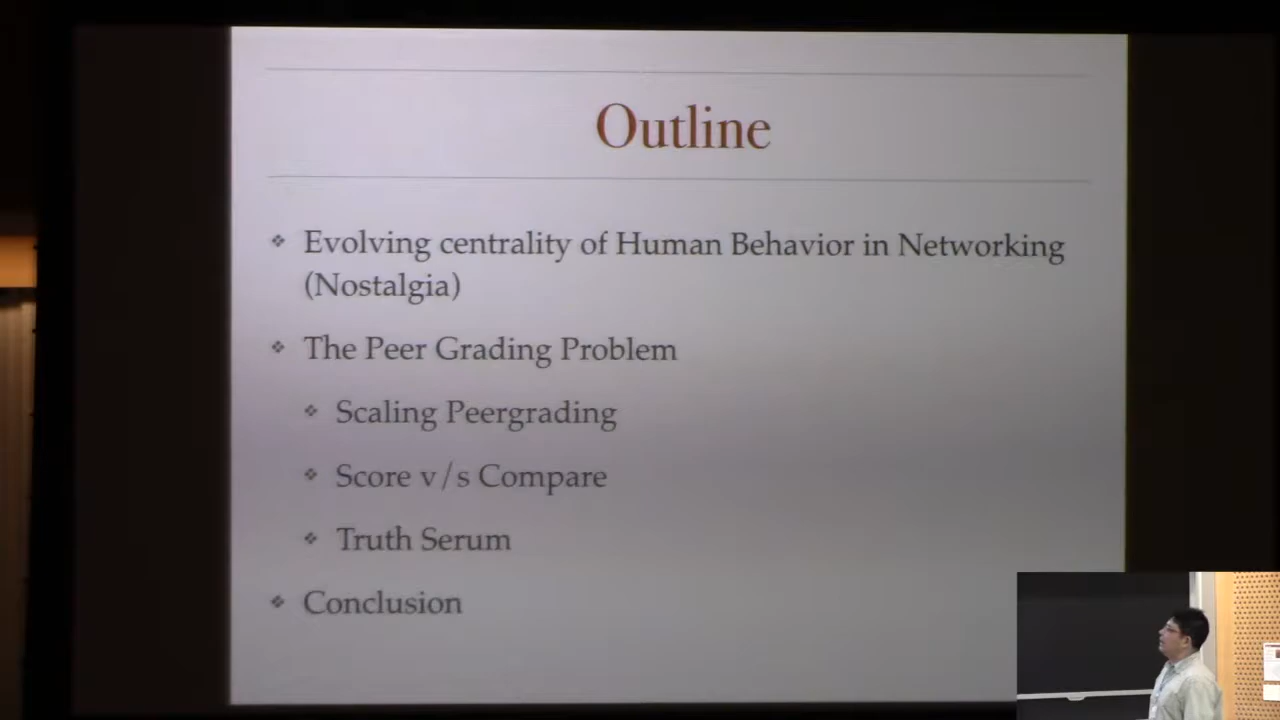 Outline
Evolving centrality of Human Behavior in Networking
(Nostalgia)
The Peer Grading Problem
Scaling Peergrading
Score v/s Compare
Truth Serum
Conclusion